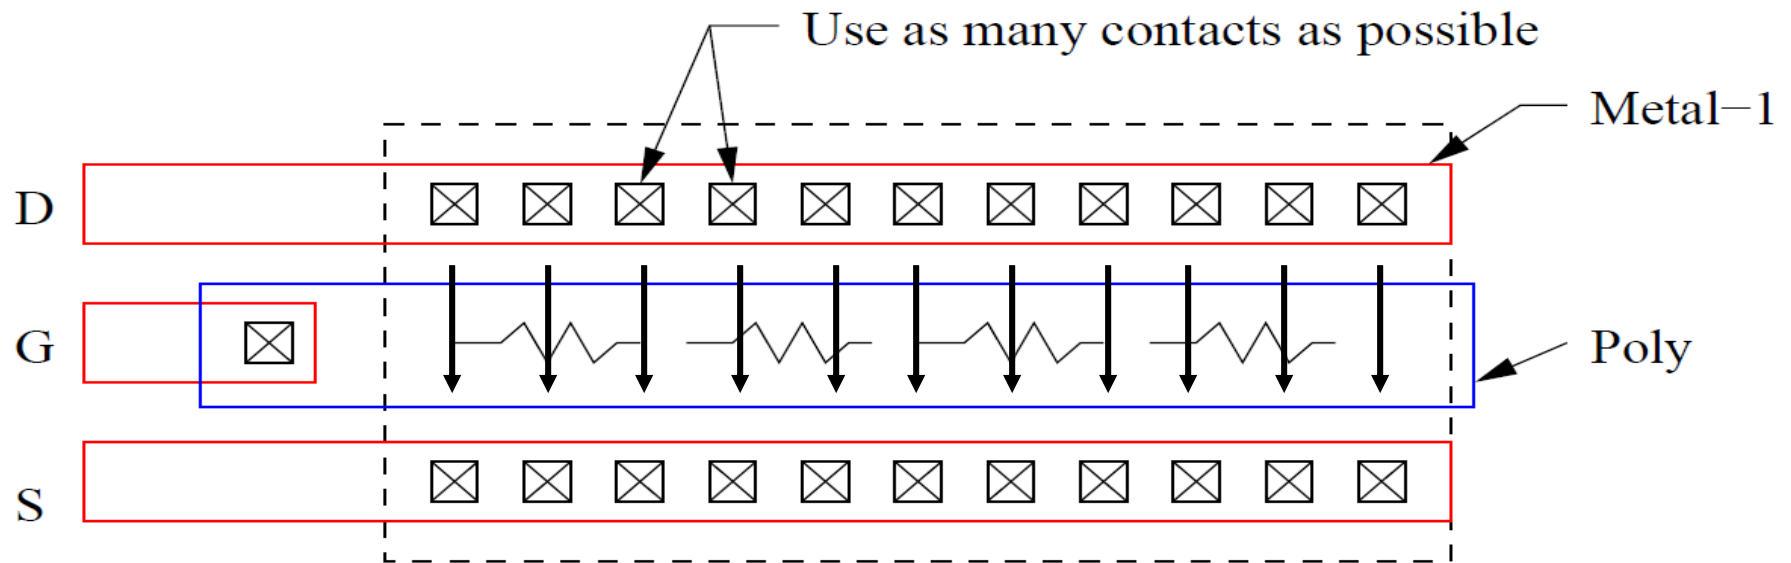 Use as many contacts as possible
Metal−1
D
G
Poly
S